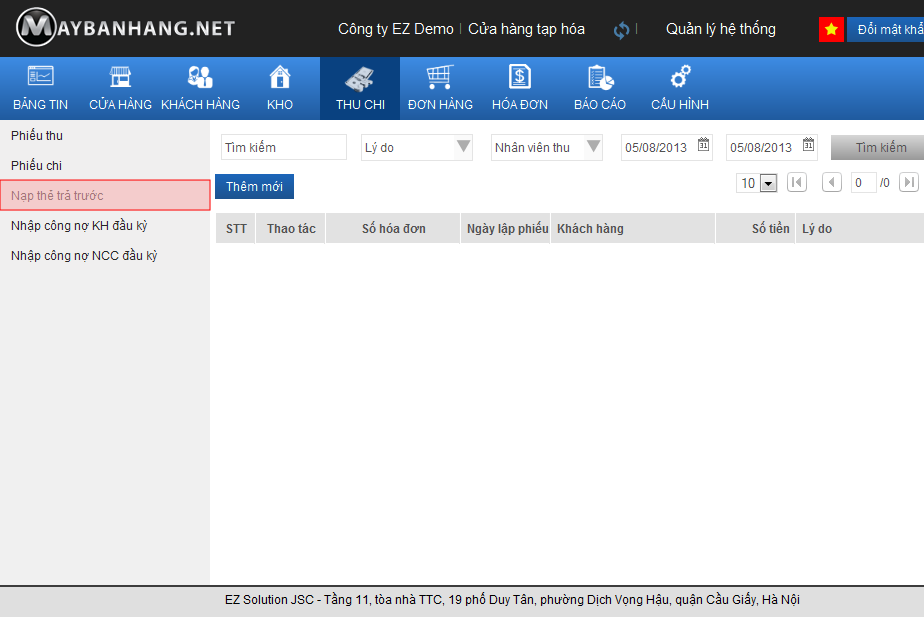 MAYBANHANG.NET Công ty EZ Demo Cửa hàng tạp hóa Quản lý hệ thống Đổi mật khẩ
BẢNG TIN CỬA HÀNG KHÁCH HÀNG KHO THU CHI ĐƠN HÀNG HÓA ĐƠN BÁO CÁO CẤU HÌNH
Phiếu thu
Phiếu chi
Nạp thẻ trả trước
Nhập công nợ KH đầu kỳ
Nhập công nợ NCC đầu kỳ
Tìm kiếm Lý do Nhân viên thu 05/08/2013 05/08/2013 Tìm kiếm
Thêm mới 10 0 /0
STT Thao tác Số hóa đơn Ngày lập phiếu Khách hàng Số tiền Lý do
EZ Solution JSC - Tầng 11, tòa nhà TTC, 19 phố Duy Tân, phường Dịch Vọng Hậu, quận Cầu Giấy, Hà Nội